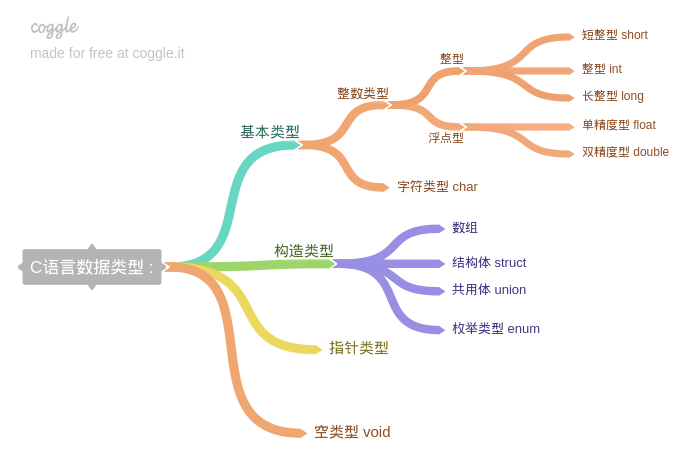 coggle
made for free at coggle.it
C语言数据类型 :
基本类型
整数类型
整型
短整型 short
整型 int
长整型 long
浮点型
单精度型 float
双精度型 double
字符类型 char
构造类型
数组
结构体 struct
共用体 union
枚举类型 enum
指针类型
空类型 void